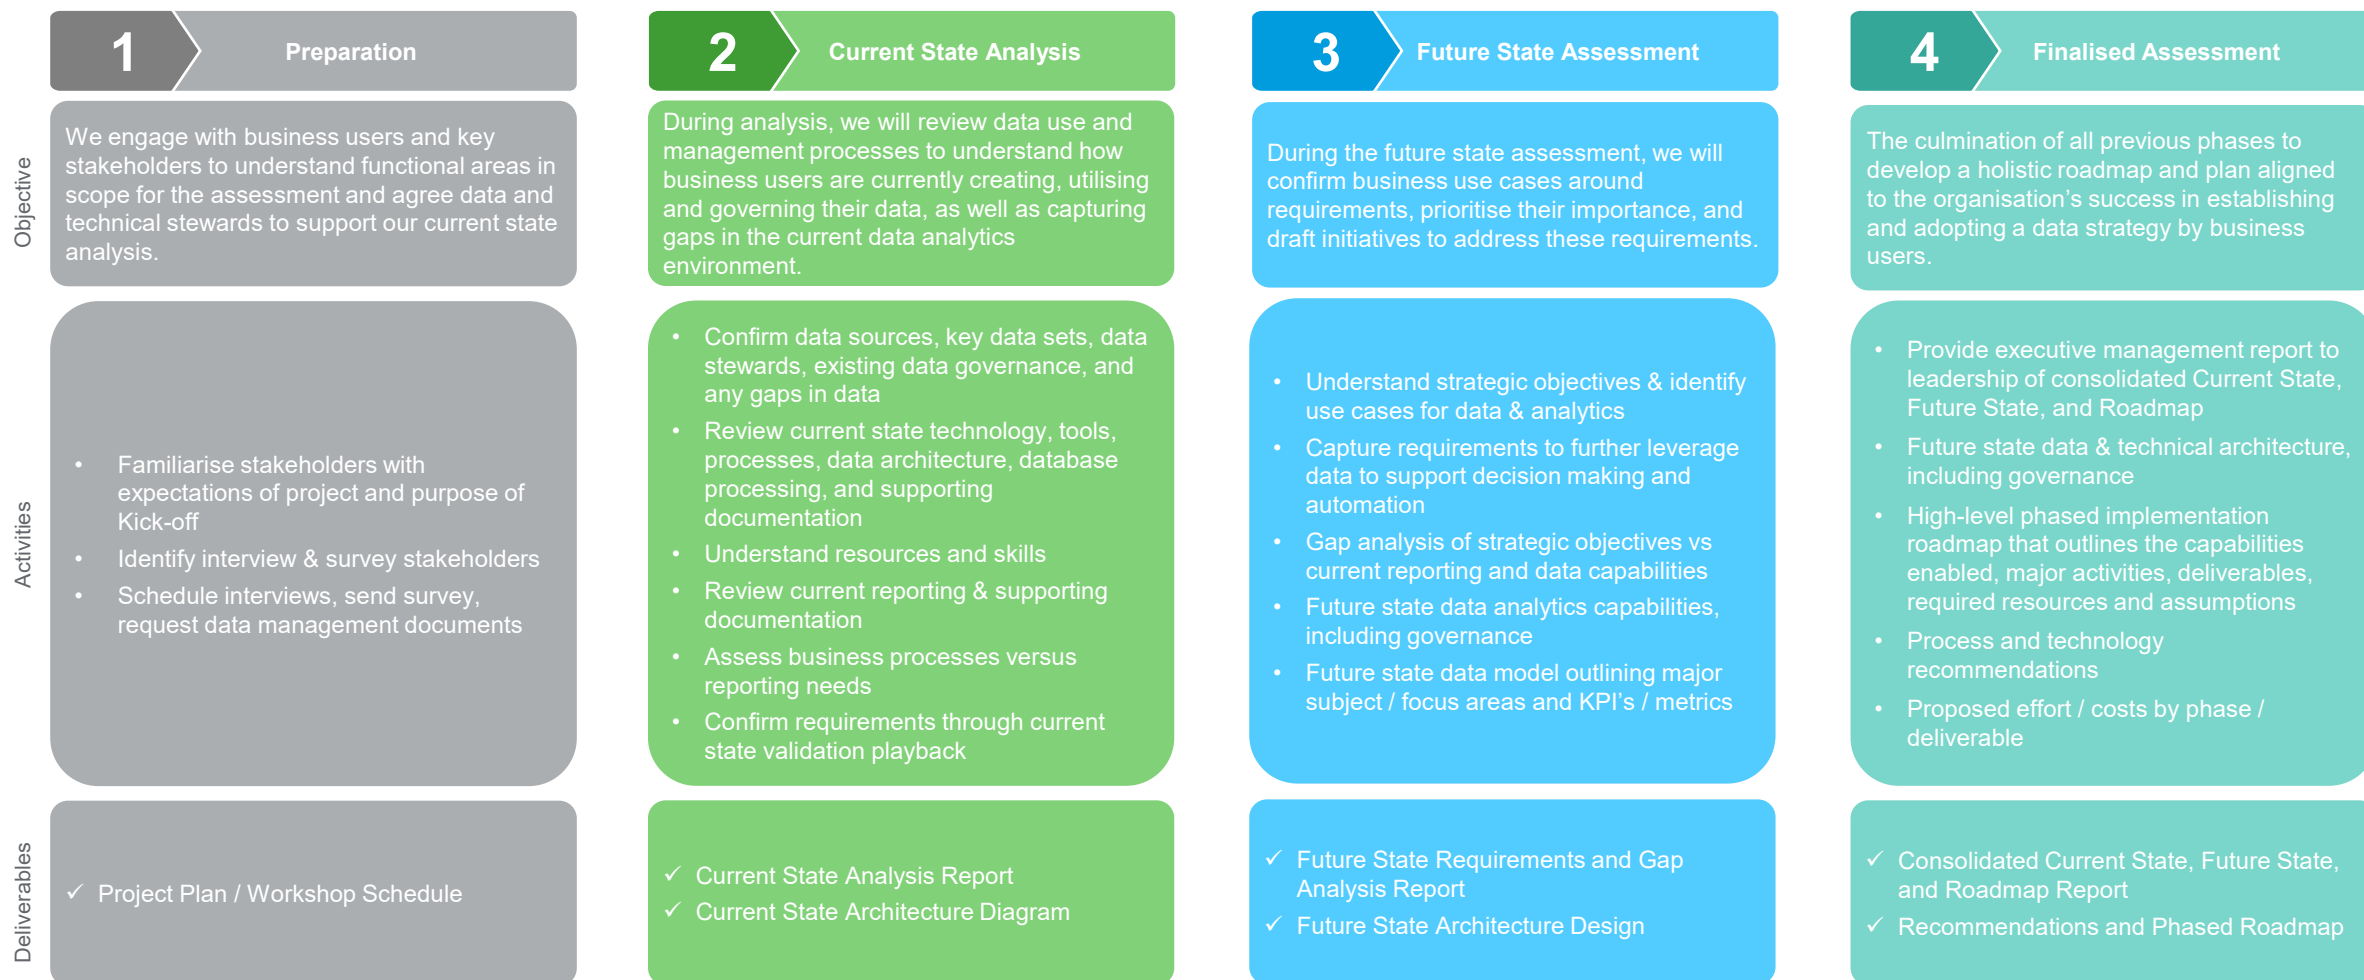 1
Preparation
2
Current State Analysis
3
Future State Assessment
4
Finalised Assessment
Objective
We engage with business users and key
stakeholders to understand functional areas in
scope for the assessment and agree data and
technical stewards to support our current state
analysis.
During analysis, we will review data use and
management processes to understand how
business users are currently creating, utilising
and governing their data, as well as capturing
gaps in the current data analytics
environment.
During the future state assessment, we will
confirm business use cases around
requirements, prioritise their importance, and
draft initiatives to address these requirements.
The culmination of all previous phases to
develop a holistic roadmap and plan aligned
to the organisation’s success in establishing
and adopting a data strategy by business
users.
Activities
• Familiarise stakeholders with
expectations of project and purpose of
Kick-off
• Identify interview & survey stakeholders
• Schedule interviews, send survey,
request data management documents
• Confirm data sources, key data sets, data
stewards, existing data governance, and
any gaps in data
• Review current state technology, tools,
processes, data architecture, database
processing, and supporting
documentation
• Understand resources and skills
• Review current reporting & supporting
documentation
• Assess business processes versus
reporting needs
• Confirm requirements through current
state validation playback
• Understand strategic objectives & identify
use cases for data & analytics
• Capture requirements to further leverage
data to support decision making and
automation
• Gap analysis of strategic objectives vs
current reporting and data capabilities
• Future state data analytics capabilities,
including governance
• Future state data model outlining major
subject / focus areas and KPI’s / metrics
• Provide executive management report to
leadership of consolidated Current State,
Future State, and Roadmap
• Future state data & technical architecture,
including governance
• High-level phased implementation
roadmap that outlines the capabilities
enabled, major activities, deliverables,
required resources and assumptions
• Process and technology
recommendations
• Proposed effort / costs by phase /
deliverable
Deliverables
✓ Project Plan / Workshop Schedule
✓ Current State Analysis Report
✓ Current State Architecture Diagram
✓ Future State Requirements and Gap
Analysis Report
✓ Future State Architecture Design
✓ Consolidated Current State, Future State,
and Roadmap Report
✓ Recommendations and Phased Roadmap